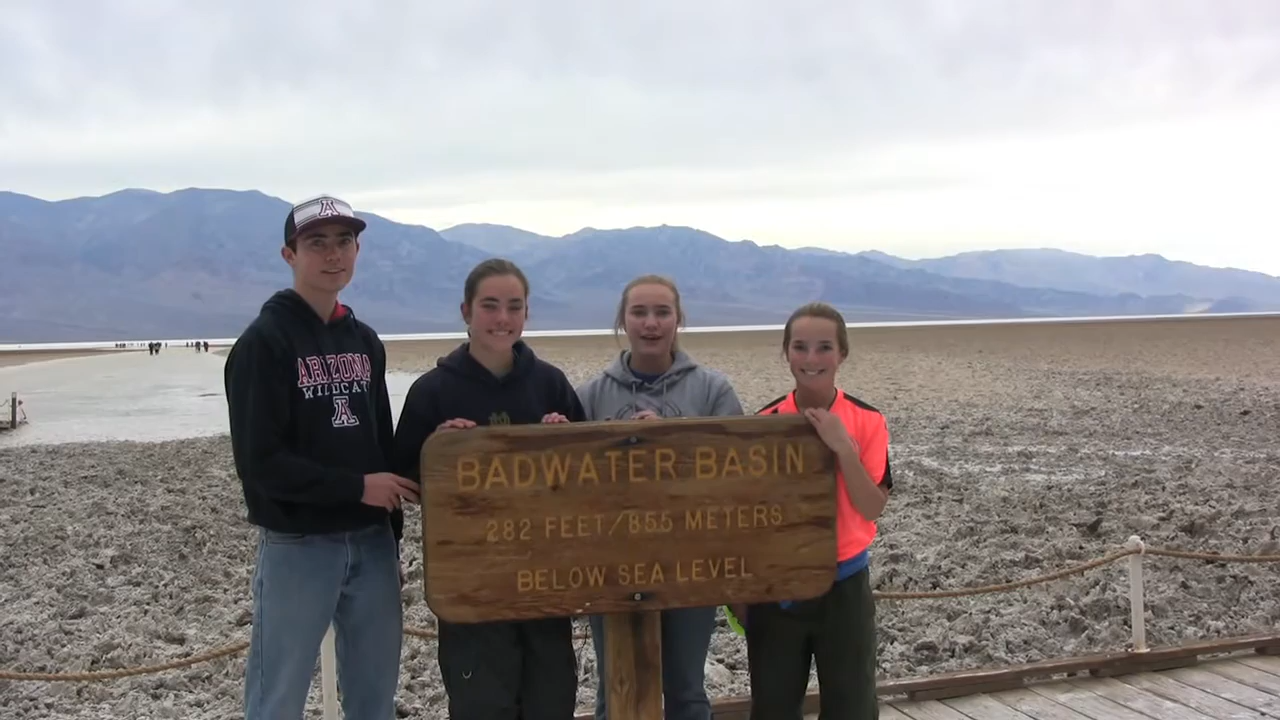 A
ARIZONA
WILDCATS
A
BADWATER BASIN
282 FEET/855 METERS
BELOW SEA LEVEL